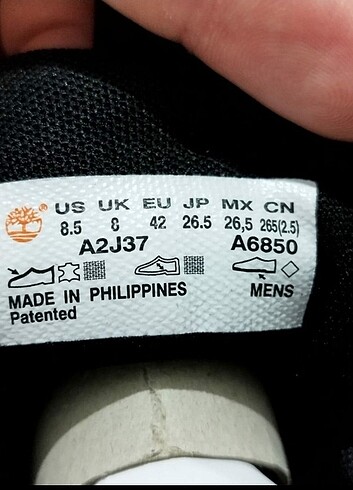 US UK EU JP MX CN
8.5 8 42 26.5 26,5 265(2.5)
A2J37 A6850
MADE IN PHILIPPINES MENS
Patented